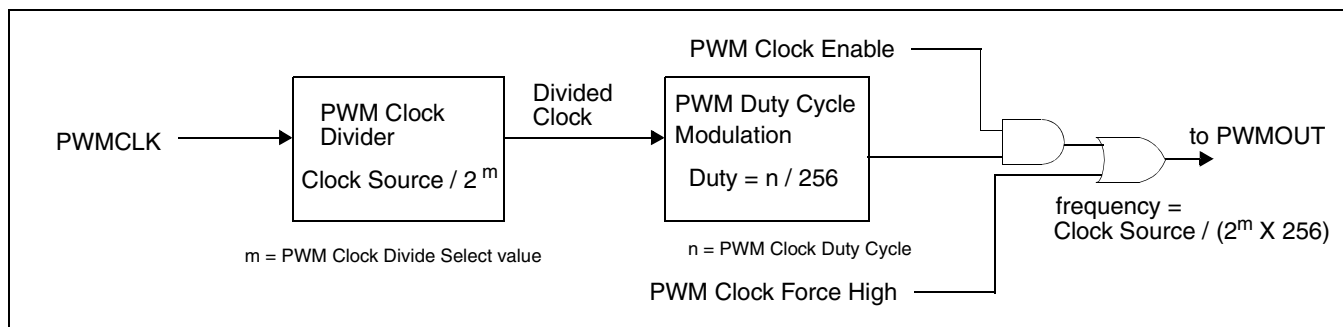 PWM Clock Enable
PWMCLK
PWM Clock
Divider
Clock Source / 2 m
Divided
Clock
PWM Duty Cycle
Modulation
Duty = n / 256
to PWMOUT
frequency =
Clock Source / (2m X 256)
m = PWM Clock Divide Select value
n = PWM Clock Duty Cycle
PWM Clock Force High